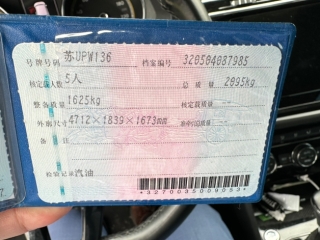 号牌号码 苏UPW136 档案编号 320504087985
核定载人数 5人 总质量 2095kg
整备质量 1625kg 核定载质量
外廓尺寸 4712×1839×1673mm
备注
检验记录 汽油
*3270035090053*